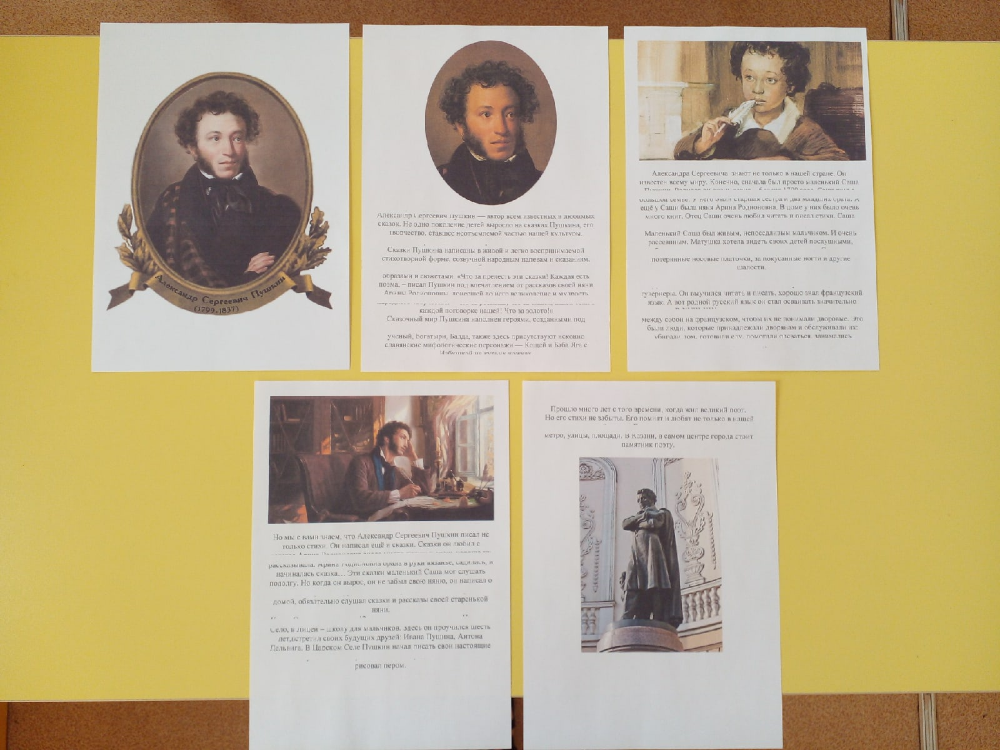 Александр Сергеевич Пушкин
(1799-1837)
Александр Сергеевич Пушкин — автор всем известных и любимых
сказок. Не одно поколение детей выросло на сказках Пушкина, его
творчество, ставшее неотъемлемой частью нашей культуры.
Сказки Пушкина написаны в живой и легко воспринимаемой
стихотворной форме, созвучной народным напевам и сказаниям.
образами и сюжетами. «Что за прелесть эти сказки! Каждая есть
поэма, – писал Пушкин под впечатлением от рассказов своей няни
Арины Родионовны, донесшей до него великолепие и мудрость
каждой поговорке нашей! Что за золото!»
Сказочный мир Пушкина наполнен героями, созданными под
ученый, Богатыри, Балда, также здесь присутствуют исконно
славянские мифологические персонажи — Кощей и Баба Яга с
Избушкой на курьих ножках
Александра Сергеевича знают не только в нашей стране. Он
известен всему миру. Конечно, сначала был просто маленький Саша
большой семье. У него были старшая сестра и два младших брата. А
ещё у Саши была няня Арина Родионовна. В доме у них было очень
много книг. Отец Саши очень любил читать и писал стихи. Саша
Маленький Саша был живым, непоседливым мальчиком. И очень
рассеянным. Матушка хотела видеть своих детей послушными,
потерянные носовые платочки, за покусанные ногти и другие
шалости.
гувернеры. Он выучился читать и писать, хорошо знал французский
язык. А вот родной русский язык он стал осваивать значительно
между собой на французском, чтобы их не понимали дворовые. Это
были люди, которые принадлежали дворянам и обслуживали их:
убирали дом, готовили еду, помогали одеваться, занимались
Но мы с вами знаем, что Александр Сергеевич Пушкин писал не
только стихи. Он написал ещё и сказки. Сказки он любил с
рассказывала. Арина Родионовна брала в руки вязанье, садилась, и
начиналась сказка… Эти сказки маленький Саша мог слушать
подолгу. Но когда он вырос, он не забыл свою няню, он написал о
домой, обязательно слушал сказки и рассказы своей старенькой
няни.
Село, в Лицей – школу для мальчиков. Здесь он проучился шесть
лет,встретил своих будущих друзей: Ивана Пущина, Антона
Дельвига. В Царском Селе Пушкин начал писать свои настоящие
рисовал пером.
Прошло много лет с того времени, когда жил великий поэт.
Но его стихи не забыты. Его помнят и любят не только в нашей
метро, улицы, площади. В Казани, в самом центре города стоит
памятник поэту.